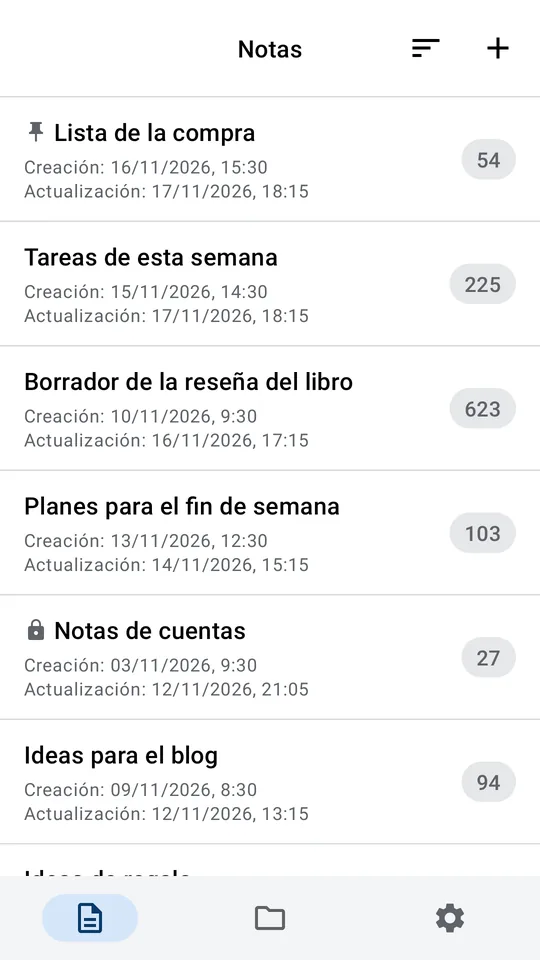 Notas
Lista de la compra
Creación: 16/11/2026, 15:30
Actualización: 17/11/2026, 18:15
54
Tareas de esta semana
Creación: 15/11/2026, 14:30
Actualización: 17/11/2026, 18:15
225
Borrador de la reseña del libro
Creación: 10/11/2026, 9:30
Actualización: 16/11/2026, 17:15
623
Planes para el fin de semana
Creación: 13/11/2026, 12:30
Actualización: 14/11/2026, 15:15
103
Notas de cuentas
Creación: 03/11/2026, 9:30
Actualización: 12/11/2026, 21:05
27
Ideas para el blog
Creación: 09/11/2026, 8:30
Actualización: 12/11/2026, 13:15
94